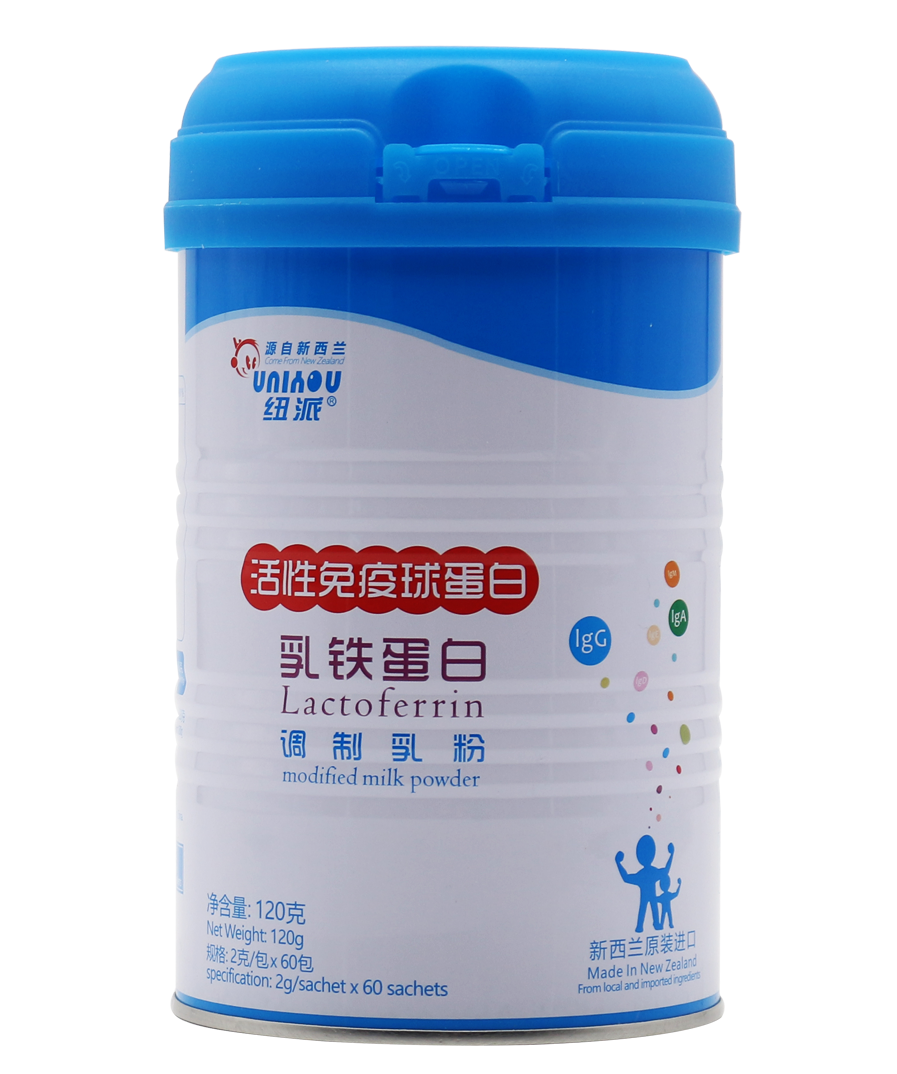 OPEN
源自新西兰
Come From New Zealand
unihou
纽派®
活性免疫球蛋白
IgM
IgA
IgG
乳铁蛋白
Lactoferrin
调制乳粉
modified milk powder
净含量: 120克
Net Weight: 120g
规格: 2克/包 x 60包
specification: 2g/sachet x 60 sachets
新西兰原装进口
Made In New Zealand
From local and imported ingredients